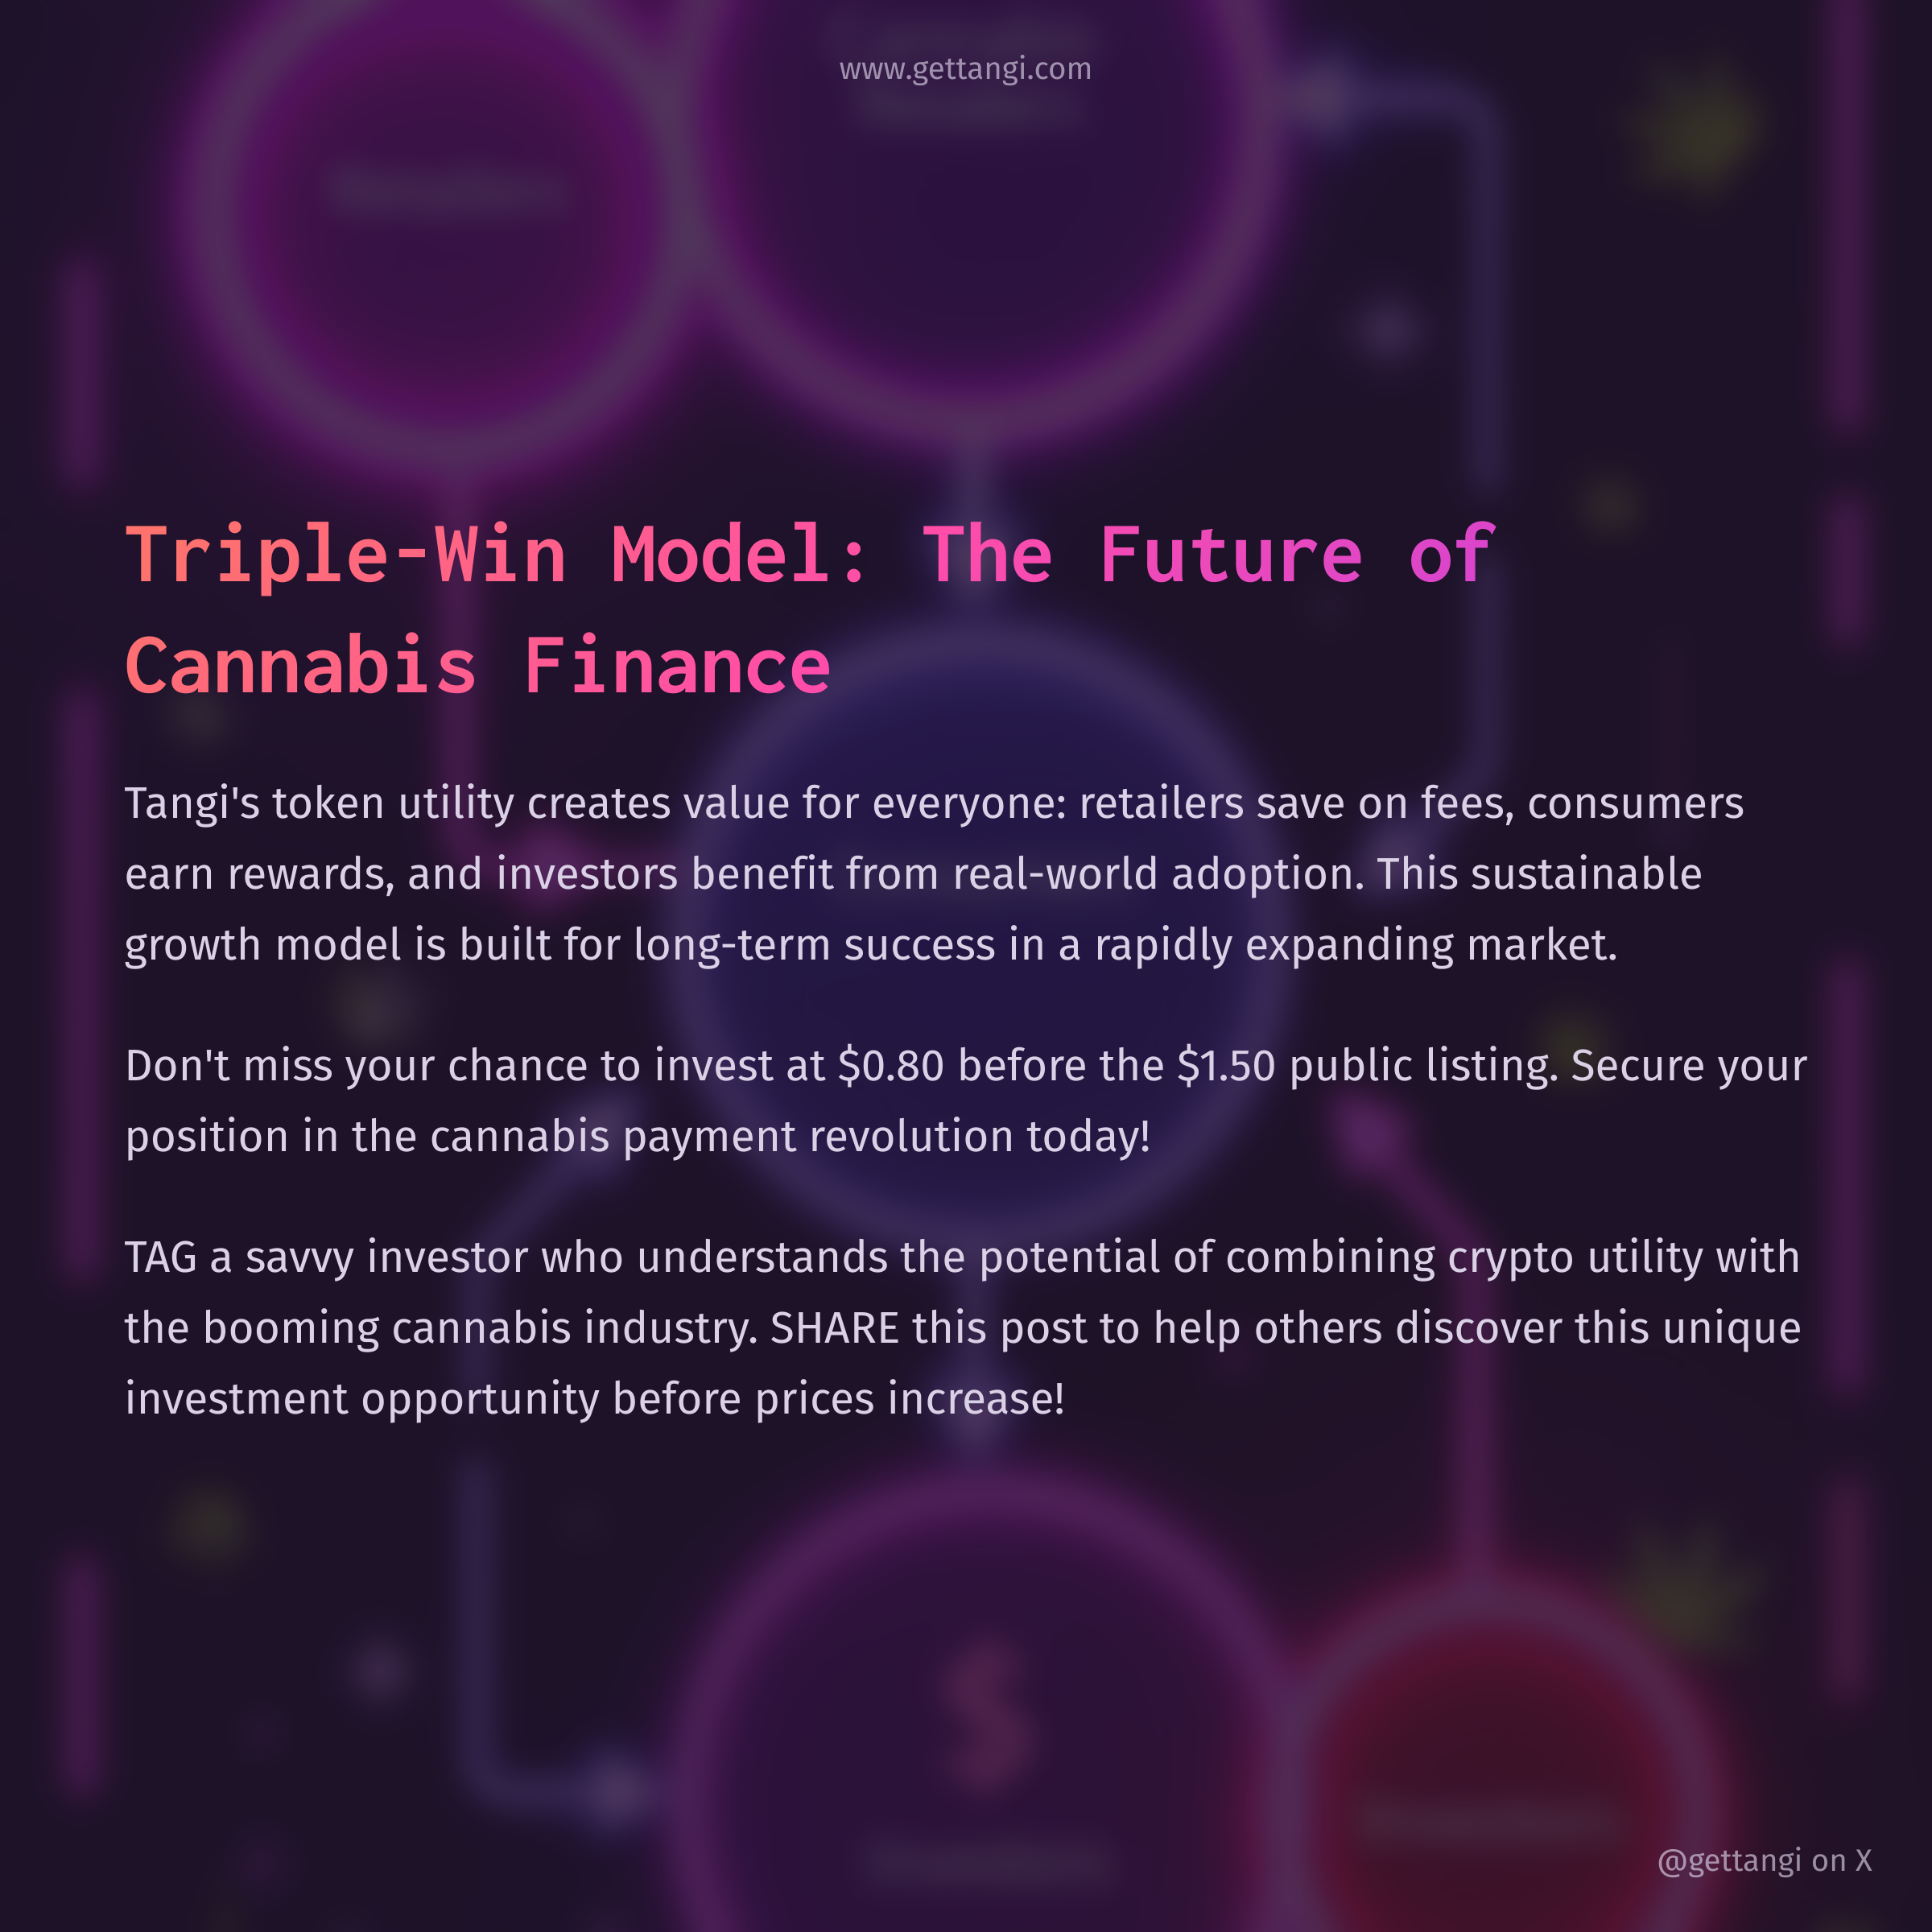 www.gettangi.com
Triple-Win Model: The Future of
Cannabis Finance
Tangi's token utility creates value for everyone: retailers save on fees, consumers
earn rewards, and investors benefit from real-world adoption. This sustainable
growth model is built for long-term success in a rapidly expanding market.
Don't miss your chance to invest at $0.80 before the $1.50 public listing. Secure your
position in the cannabis payment revolution today!
TAG a savvy investor who understands the potential of combining crypto utility with
the booming cannabis industry. SHARE this post to help others discover this unique
investment opportunity before prices increase!
@gettangi on X